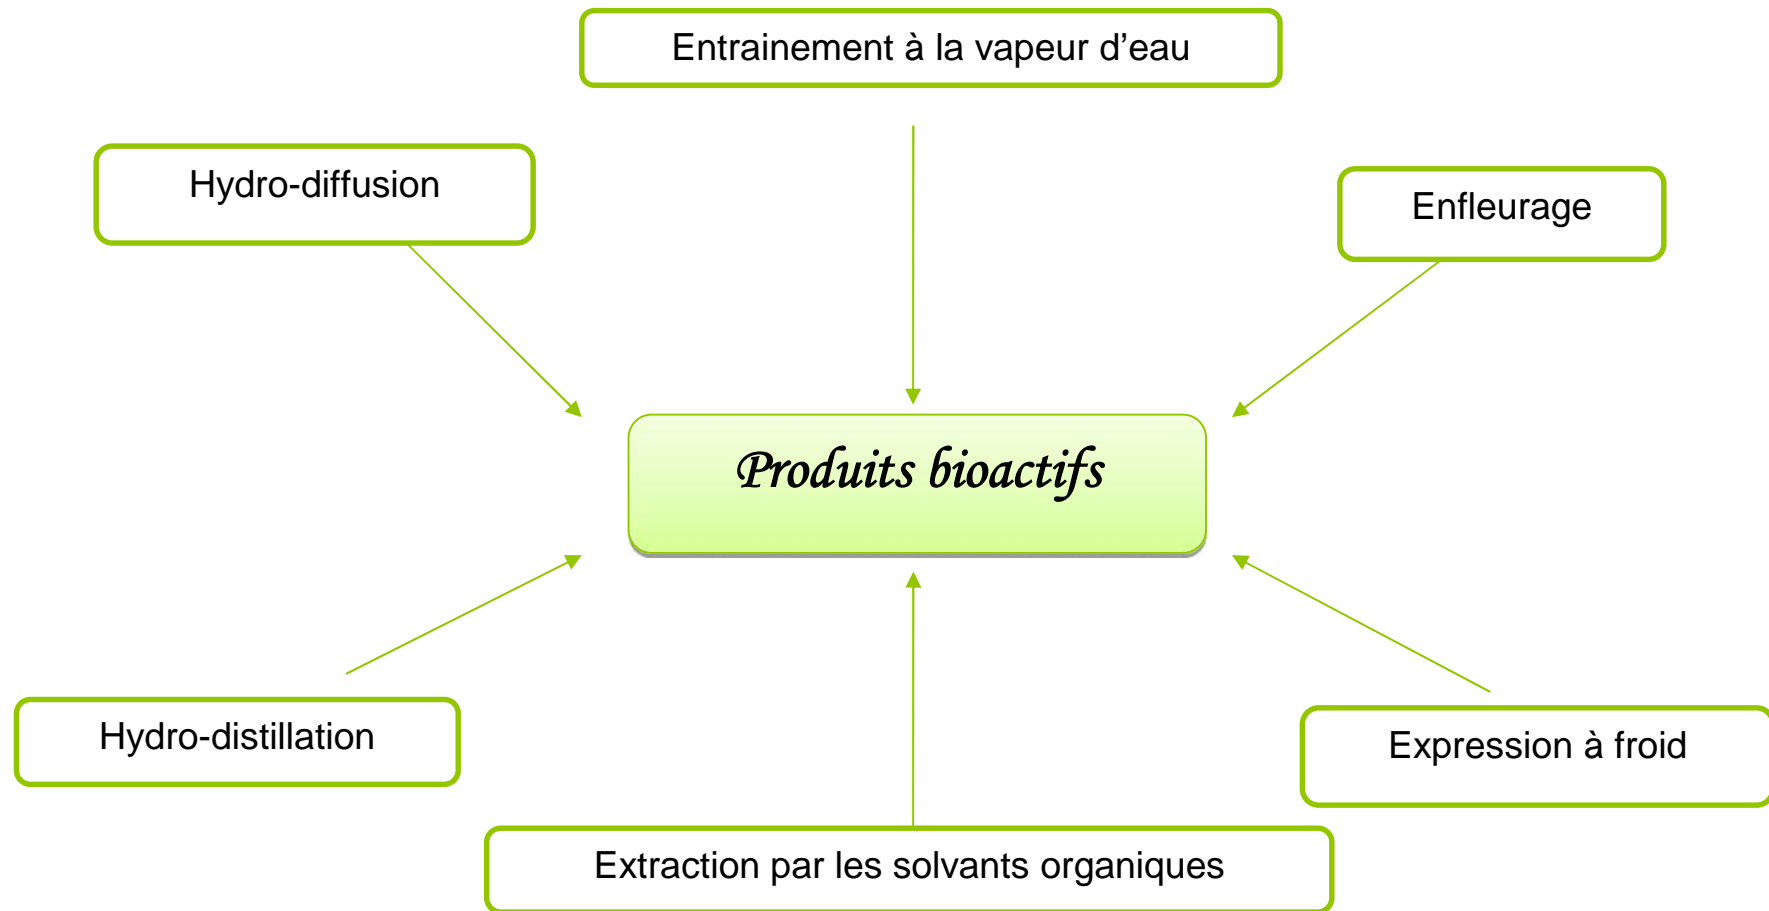 Entrainement à la vapeur d’eau
Hydro-diffusion
Enfleurage
Produits bioactifs
Hydro-distillation
Expression à froid
Extraction par les solvants organiques